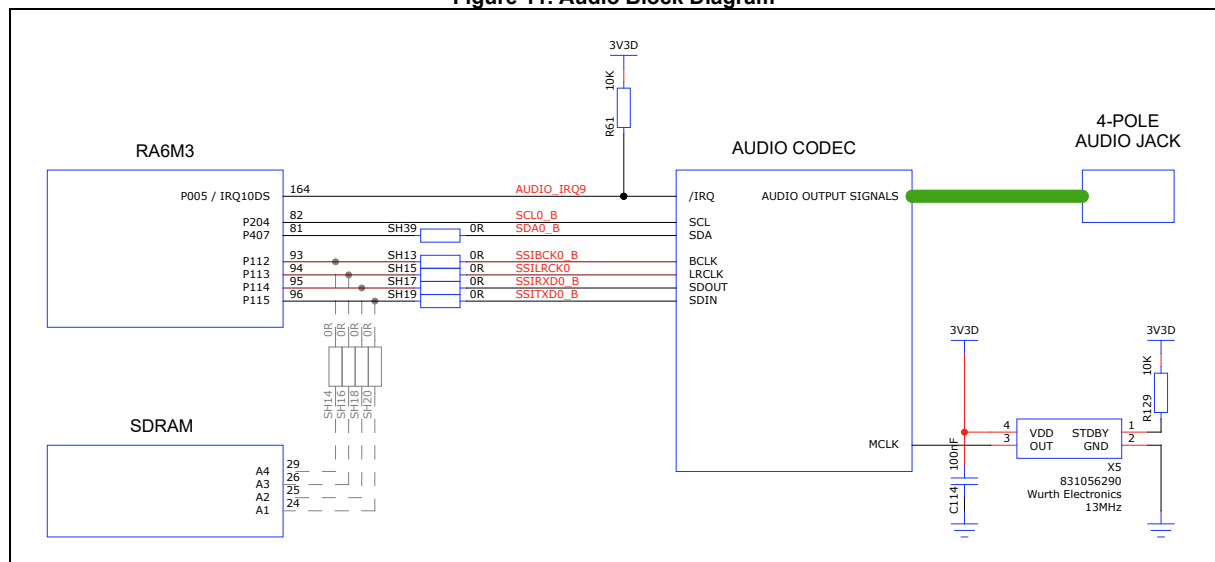 Figure 11: Audio Block Diagram
3V3D
10K
R61
4-POLE
AUDIO JACK
RA6M3
AUDIO CODEC
P005 / IRQ10DS 164 AUDIO_IRQ9 /IRQ AUDIO OUTPUT SIGNALS
P204 82 SCL0_B SCL
P407 81 SH39 0R SDA0_B SDA
P112 93 SH13 0R SSIBCK0_B BCLK
P113 94 SH15 0R SSILRCK0 LRCLK
P114 95 SH17 0R SSIRXD0_B SDOUT
P115 96 SH19 0R SSITXD0_B SDIN
0R 0R 0R 0R
SH14 SH16 SH18 SH20
3V3D
3V3D
10K
R129
SDRAM
A4 29
A3 26
A2 25
A1 24
MCLK
100nF
C114
4 VDD STDBY 1
3 OUT GND 2
X5
831056290
Wurth Electronics
13MHz